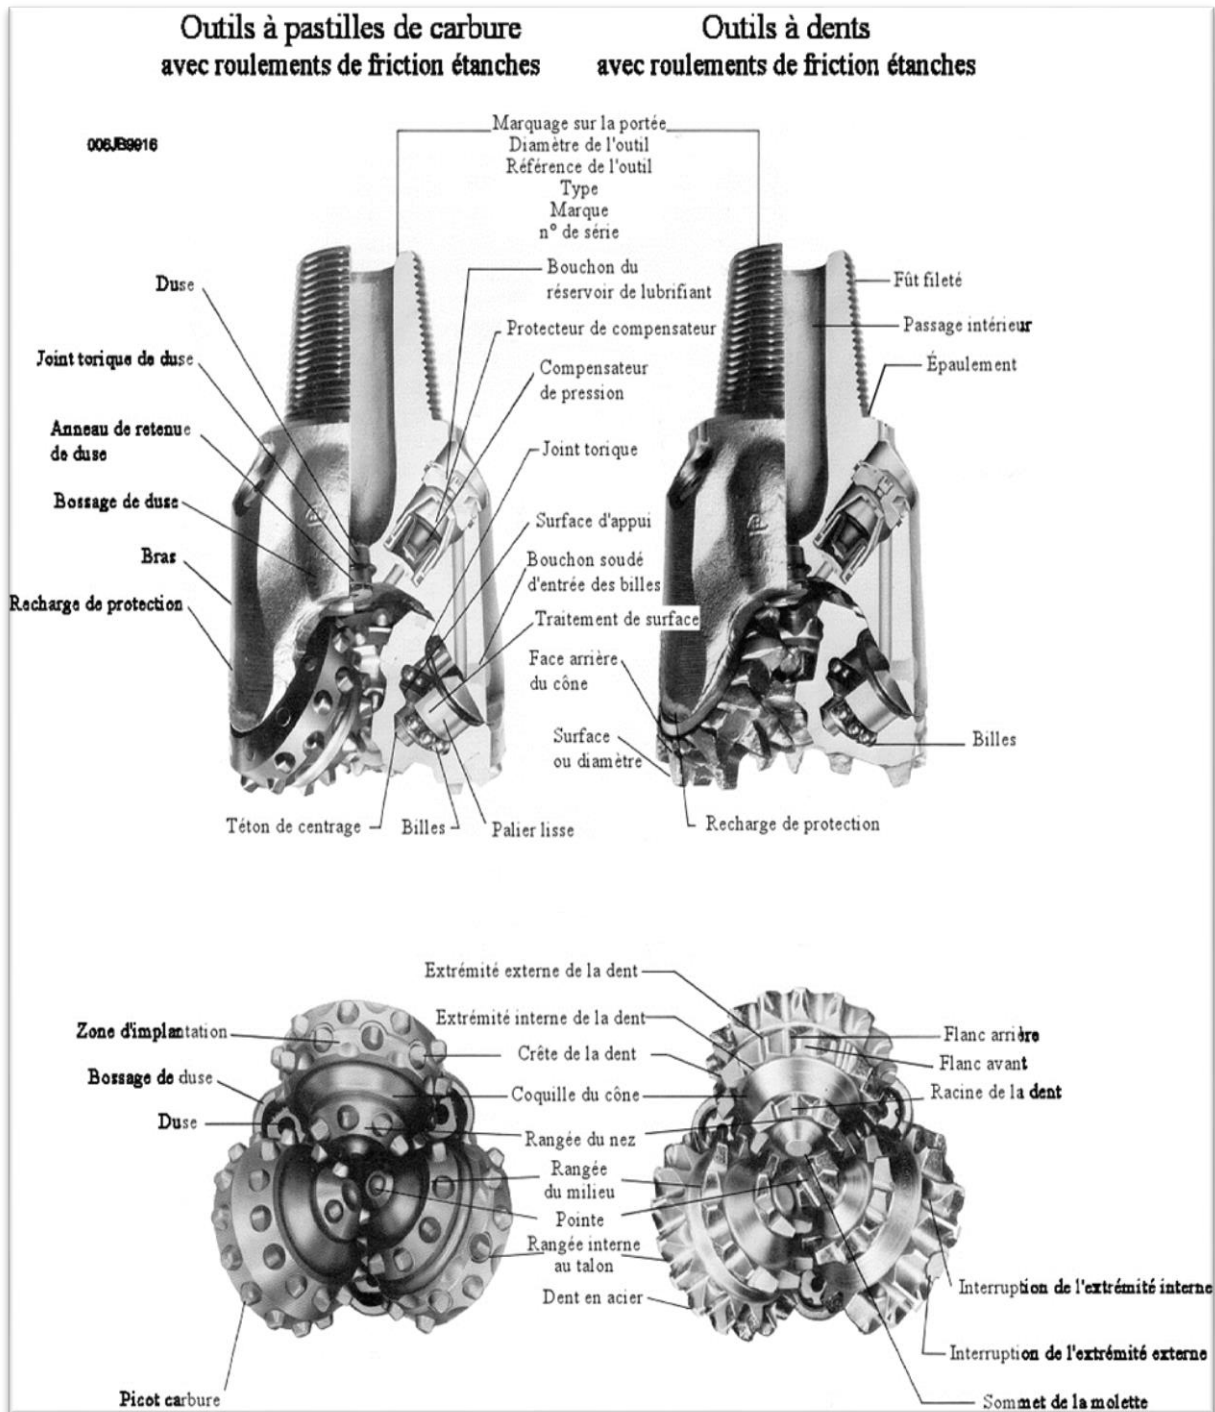 Outils à pastilles de carbure
avec roulements de friction étanches
Outils à dents
avec roulements de friction étanches
006JB9916
Marquage sur la portée
Diamètre de l'outil
Référence de l'outil
Type
Marque
n° de série
Duse
Joint torique de duse
Anneau de retenue
de duse
Bossage de duse
Bras
Recharge de protection
Bouchon du
réservoir de lubrifiant
Protecteur de compensateur
Compensateur
de pression
Joint torique
Surface d'appui
Bouchon soudé
d'entrée des billes
Traitement de surface
Face arrière
du cône
Surface
ou diamètre
Fût fileté
Passage intérieur
Épaulement
Billes
Téton de centrage
Billes
Palier lisse
Recharge de protection
Extrémité externe de la dent
Extrémité interne de la dent
Crête de la dent
Coquille du cône
Rangée du nez
Rangée
du milieu
Pointe
Rangée interne
au talon
Dent en acier
Zone d'implantation
Bossage de duse
Duse
Picot carbure
Flanc arrière
Flanc avant
Racine de la dent
Interruption de l'extrémité interne
Interruption de l'extrémité externe
Sommet de la molette